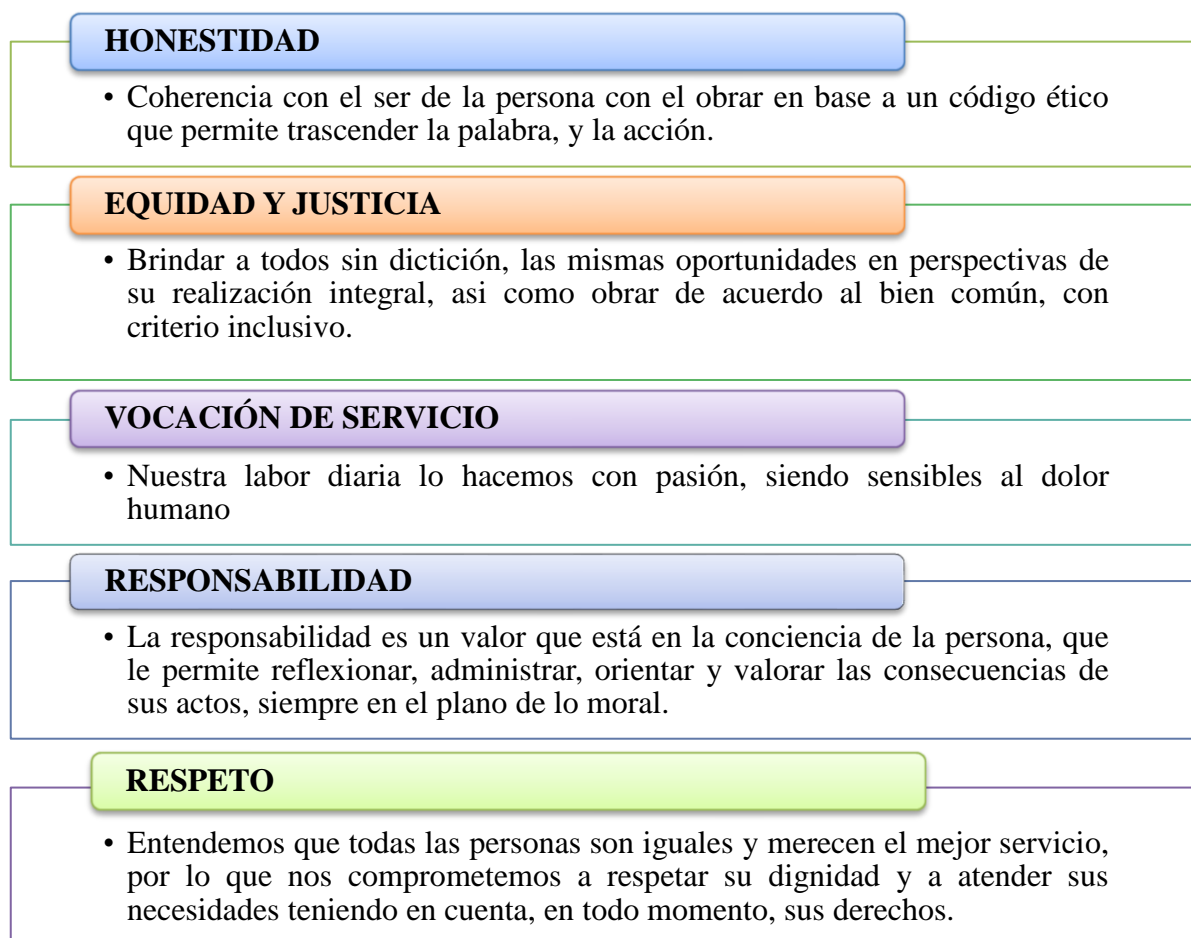 HONESTIDAD
• Coherencia con el ser de la persona con el obrar en base a un código ético
que permite trascender la palabra, y la acción.
EQUIDAD Y JUSTICIA
• Brindar a todos sin dictición, las mismas oportunidades en perspectivas de
su realización integral, asi como obrar de acuerdo al bien común, con
criterio inclusivo.
VOCACIÓN DE SERVICIO
• Nuestra labor diaria lo hacemos con pasión, siendo sensibles al dolor
humano
RESPONSABILIDAD
• La responsabilidad es un valor que está en la conciencia de la persona, que
le permite reflexionar, administrar, orientar y valorar las consecuencias de
sus actos, siempre en el plano de lo moral.
RESPETO
• Entendemos que todas las personas son iguales y merecen el mejor servicio,
por lo que nos comprometemos a respetar su dignidad y a atender sus
necesidades teniendo en cuenta, en todo momento, sus derechos.